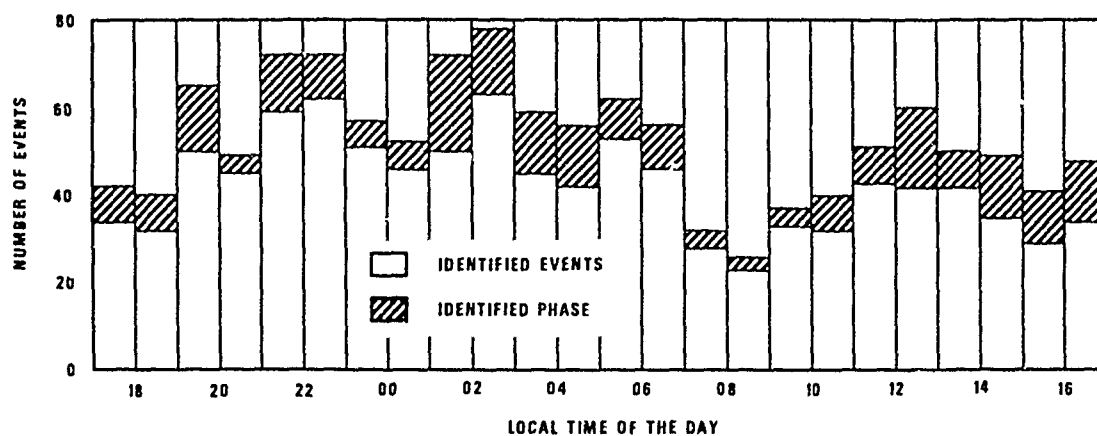 80
60
40
20
0
NUMBER OF EVENTS
IDENTIFIED EVENTS
IDENTIFIED PHASE
18 20 22 00 02 04 06 08 10 12 14 16
LOCAL TIME OF THE DAY